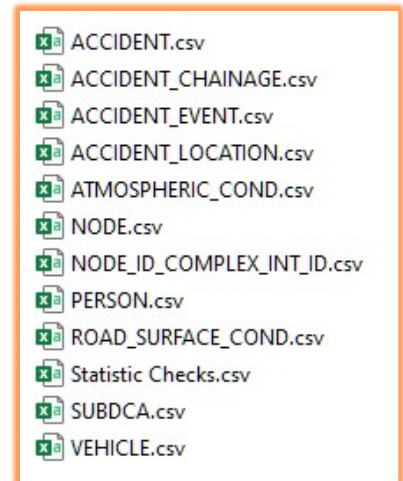 ACCIDENT.csv
ACCIDENT_CHAINAGE.csv
ACCIDENT_EVENT.csv
ACCIDENT_LOCATION.csv
ATMOSPHERIC_COND.csv
NODE.csv
NODE_ID_COMPLEX_INT_ID.csv
PERSON.csv
ROAD_SURFACE_COND.csv
Statistic Checks.csv
SUBDCA.csv
VEHICLE.csv